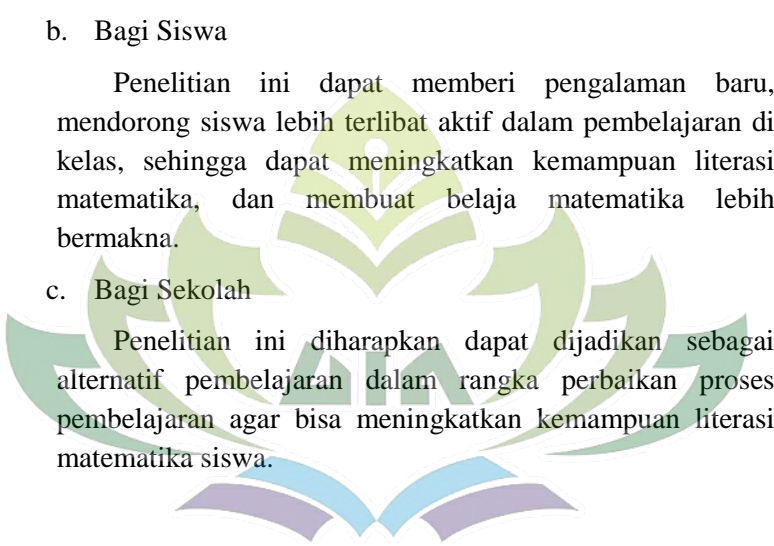 b. Bagi Siswa
Penelitian ini dapat memberi pengalaman baru,
mendorong siswa lebih terlibat aktif dalam pembelajaran di
kelas, sehingga dapat meningkatkan kemampuan literasi
matematika, dan membuat belaja matematika lebih
bermakna.
c. Bagi Sekolah
Penelitian ini diharapkan dapat dijadikan sebagai
alternatif pembelajaran dalam rangka perbaikan proses
pembelajaran agar bisa meningkatkan kemampuan literasi
matematika siswa.